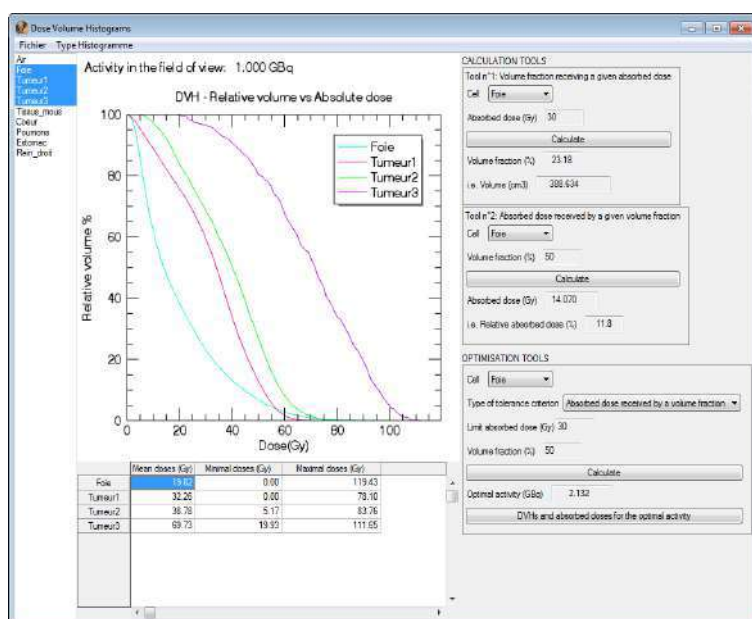 Dose Volume Histograms
Fichier Type Histogramme
Air
Foie
Tumeur1
Tumeur2
Tumeur3
Tissus_mous
Coeur
Poumons
Estomac
Rein_droit
Activity in the field of view: 1.000 GBq
DVH - Relative volume vs Absolute dose
Relative volume %
100
80
60
40
20
0
0 20 40 60 80 100
Dose(Gy)
Foie
Tumeur1
Tumeur2
Tumeur3
Mean doses (Gy) Minimal doses (Gy) Maximal doses (Gy)
Foie 19.82 0.00 119.43
Tumeur1 32.26 0.00 78.10
Tumeur2 38.78 5.17 83.76
Tumeur3 69.73 19.93 111.65
CALCULATION TOOLS
Tool n°1: Volume fraction receiving a given absorbed dose
Cell Foie
Absorbed dose (Gy) 30
Calculate
Volume fraction (%) 23.19
i.e. Volume (cm3) 388.634
Tool n°2: Absorbed dose received by a given volume fraction
Cell Foie
Volume fraction (%) 50
Calculate
Absorbed dose (Gy) 14.070
i.e. Relative absorbed dose (%) 11.8
OPTIMISATION TOOLS
Cell Foie
Type of tolerance criterion Absorbed dose received by a volume fraction
Limit absorbed dose (Gy) 30
Volume fraction (%) 50
Calculate
Optimal activity (GBq) 2.132
DVHs and absorbed doses for the optimal activity